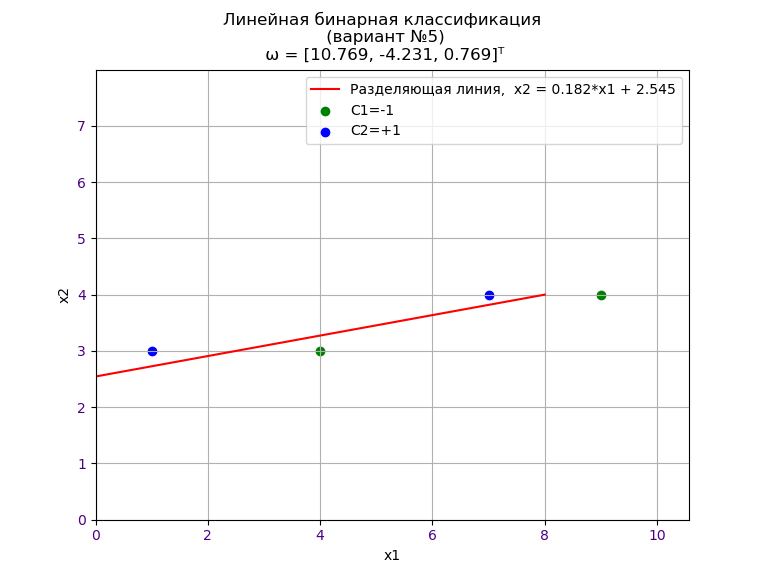 Линейная бинарная классификация
(вариант №5)
ω = [10.769, -4.231, 0.769]ᵀ
Разделяющая линия,  x2 = 0.182*x1 + 2.545
C1=-1
C2=+1
7
6
5
4
3
2
1
0
x2
0 2 4 6 8 10
x1